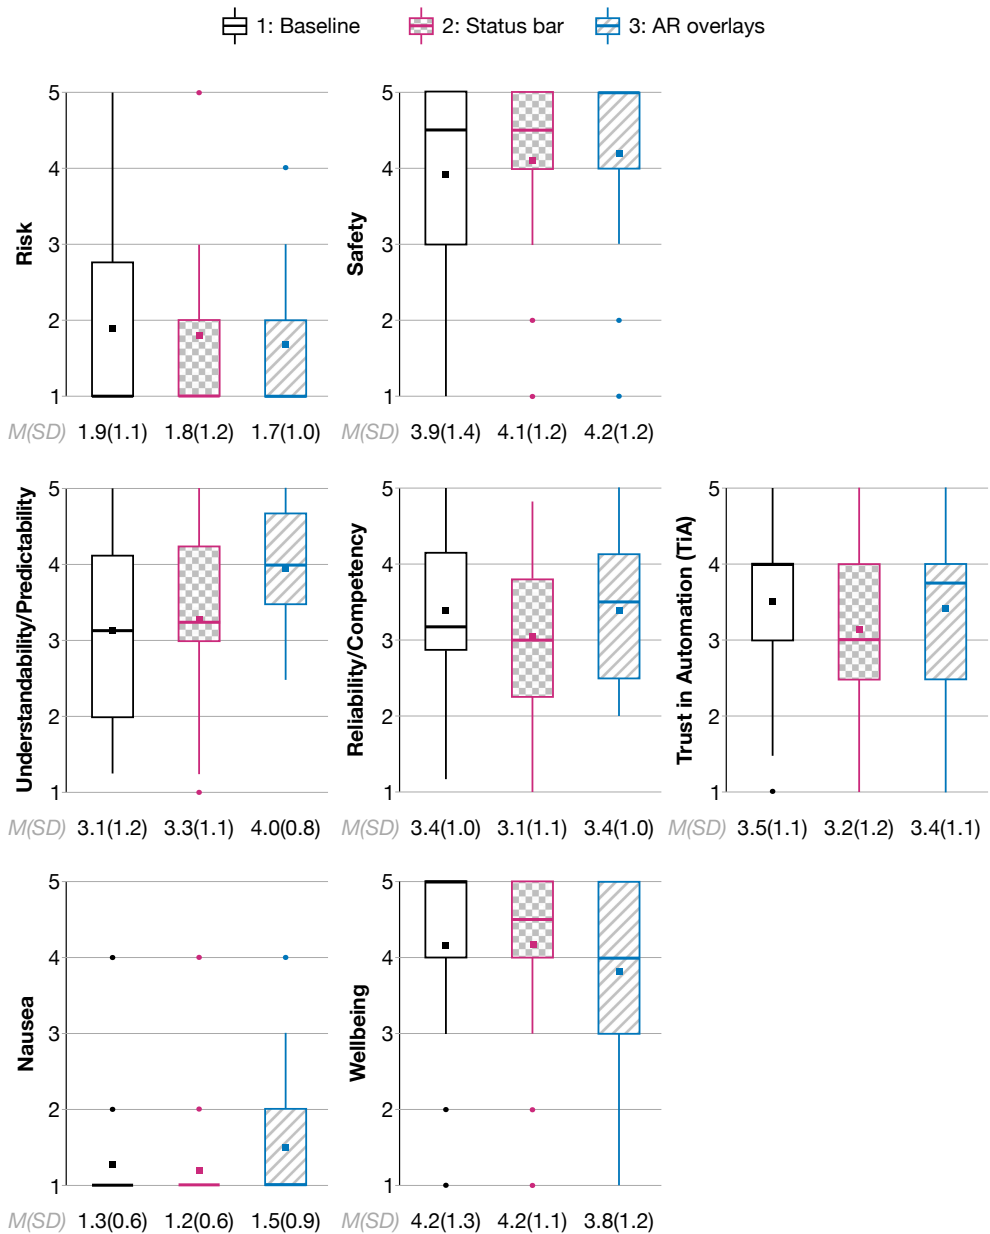 1: Baseline 2: Status bar 3: AR overlays
Risk
5
4
3
2
1
M(SD) 1.9(1.1) 1.8(1.2) 1.7(1.0)
Safety
5
4
3
2
1
M(SD) 3.9(1.4) 4.1(1.2) 4.2(1.2)
Understandability/Predictability
5
4
3
2
1
M(SD) 3.1(1.2) 3.3(1.1) 4.0(0.8)
Reliability/Competency
5
4
3
2
1
M(SD) 3.4(1.0) 3.1(1.1) 3.4(1.0)
Trust in Automation (TiA)
5
4
3
2
1
M(SD) 3.5(1.1) 3.2(1.2) 3.4(1.1)
Nausea
5
4
3
2
1
M(SD) 1.3(0.6) 1.2(0.6) 1.5(0.9)
Wellbeing
5
4
3
2
1
M(SD) 4.2(1.3) 4.2(1.1) 3.8(1.2)